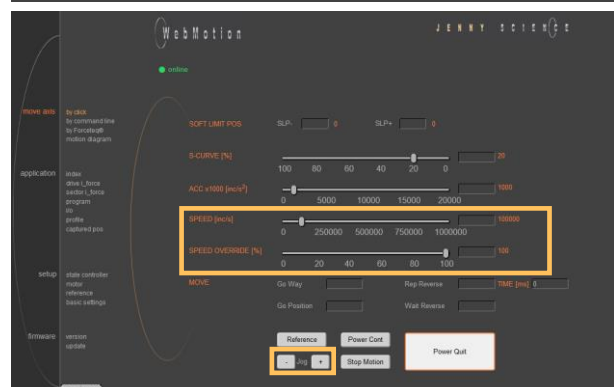 WebMotion
JENNY SCIENCE
online
move axis
by click
by command line
by Forceteq®
motion diagram
application
index
drive i_force
sector i_force
program
i/o
profile
captured pos
setup
state controller
motor
reference
basic settings
firmware
version
update
SOFT LIMIT POS SLP- 0 SLP+ 0
S-CURVE [%] 20
100 80 60 40 20 0
ACC x1000 [inc/s²] 1000
0 5000 10000 15000 20000
SPEED [inc/s] 100000
0 250000 500000 750000 1000000
SPEED OVERRIDE [%] 100
0 20 40 60 80 100
MOVE Go Way Rep Reverse TIME [ms] 0
Go Position Wait Reverse
Reference Power Cont
Power Quit
- Jog + Stop Motion